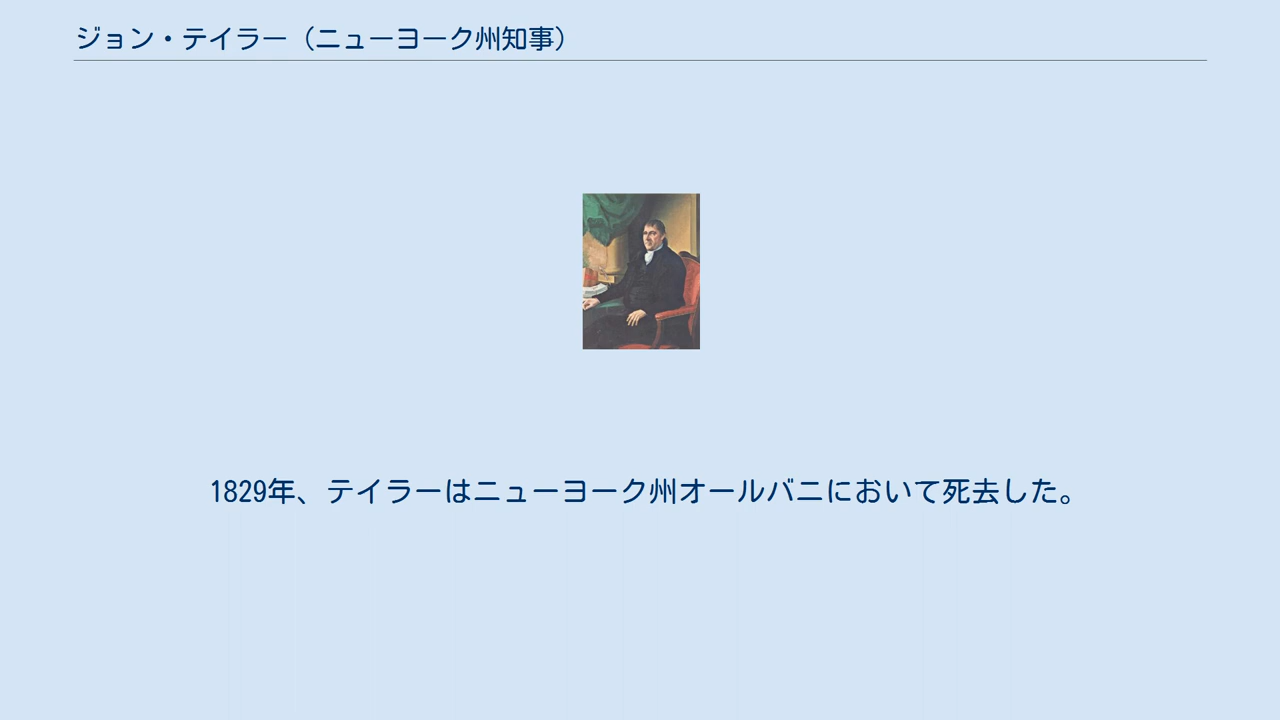 ジョン・テイラー（ニューヨーク州知事）
1829年、テイラーはニューヨーク州オールバニにおいて死去した。